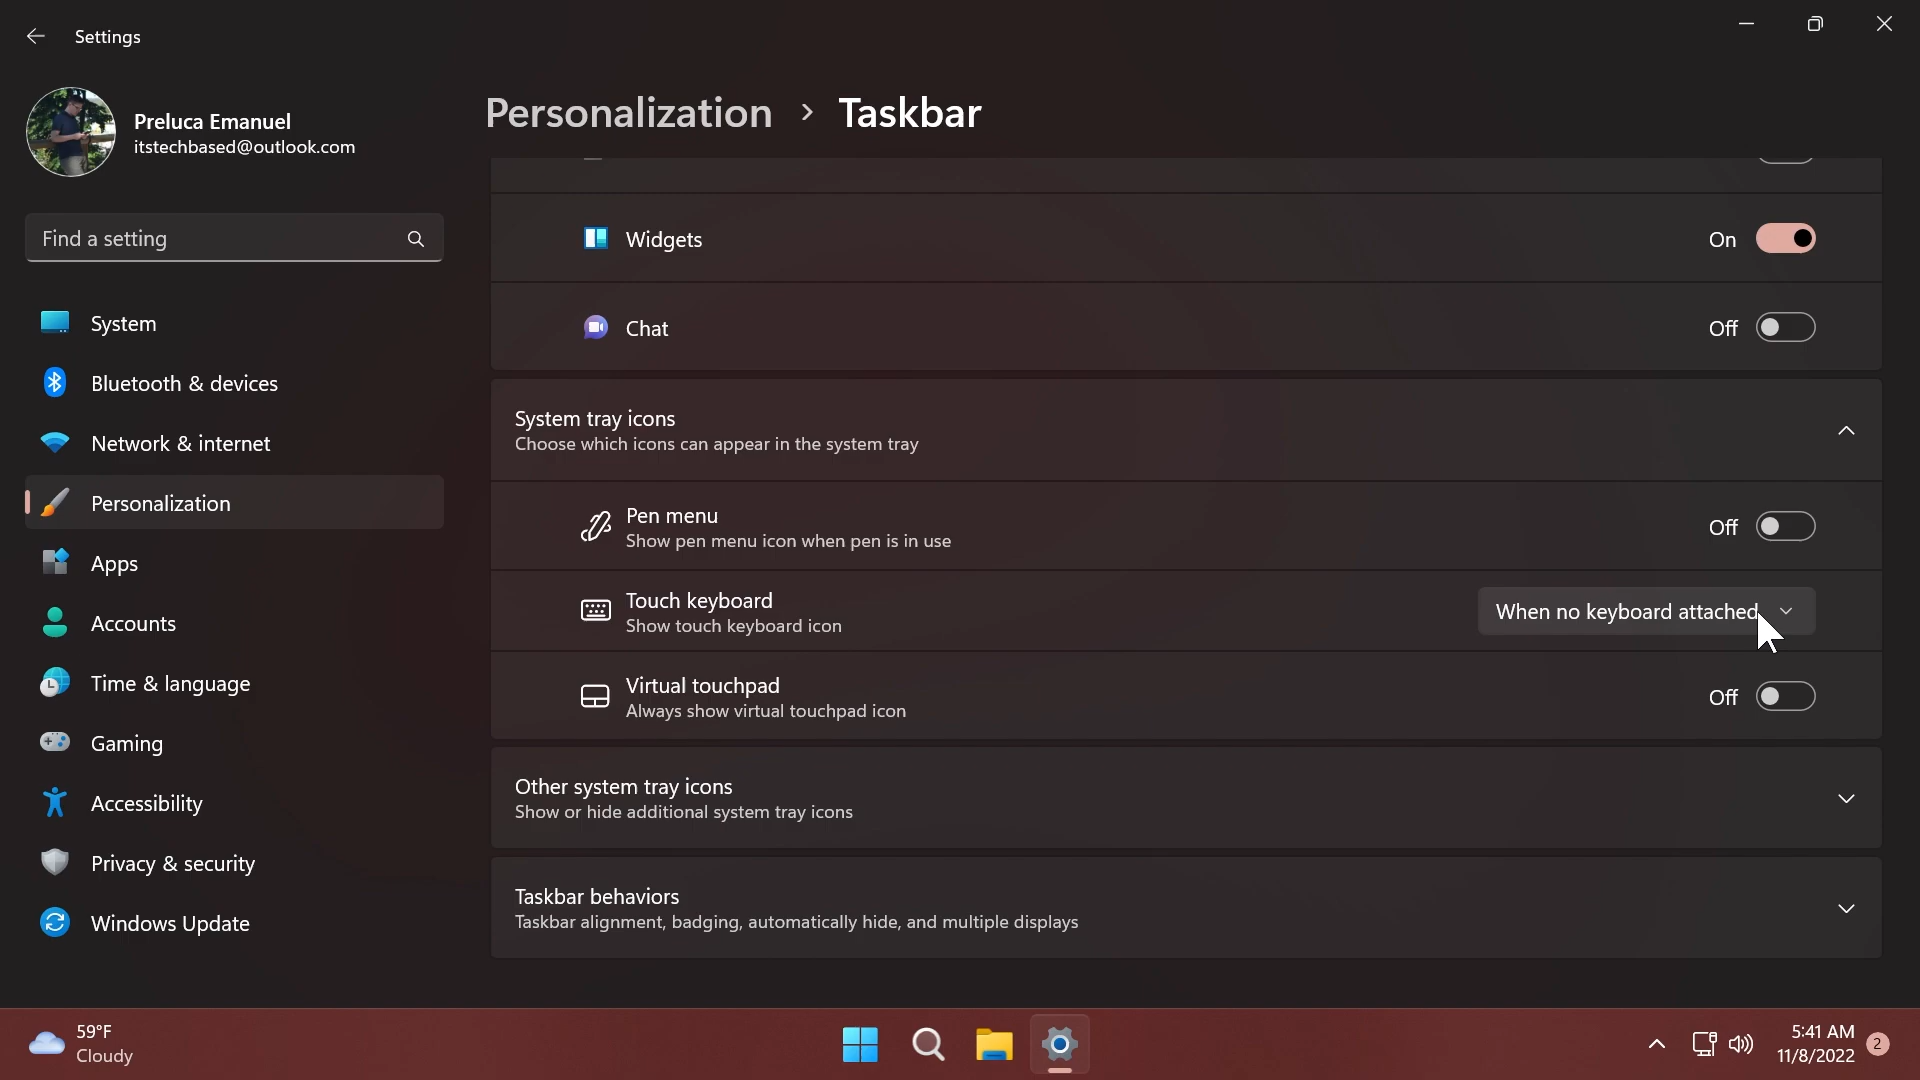 Settings
Preluca Emanuel
itstechbased@outlook.com
Find a setting
System
Bluetooth & devices
Network & internet
Personalization
Apps
Accounts
Time & language
Gaming
Accessibility
Privacy & security
Windows Update
Personalization > Taskbar
Widgets
On
Chat
Off
System tray icons
Choose which icons can appear in the system tray
Pen menu
Show pen menu icon when pen is in use
Off
Touch keyboard
Show touch keyboard icon
When no keyboard attached
Virtual touchpad
Always show virtual touchpad icon
Off
Other system tray icons
Show or hide additional system tray icons
Taskbar behaviors
Taskbar alignment, badging, automatically hide, and multiple displays
59°F
Cloudy
5:41 AM
11/8/2022
2